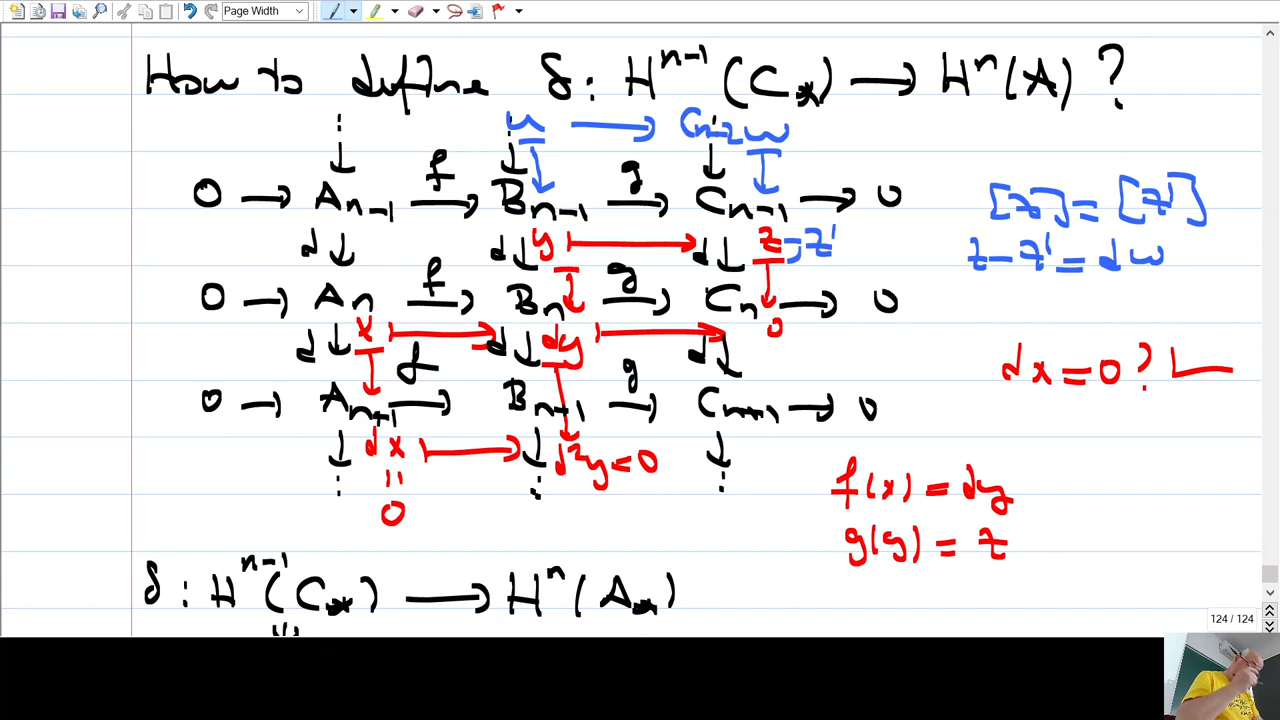 Page Width
How to define δ : H^{n-1}(C_*) → H^n(A) ?
⋮ u → C_{n-2} w
↓ ↓ ↓ ↓ ↓
0 → A_{n-1} →^f B_{n-1} →^g C_{n-1} → 0 [z] = [z']
d↓ d↓ y ↦ d↓ z - z' z - z' = dw
0 → A_n →^f B_n →^g C_n → 0
d↓ x ↦ d↓ dy ↦ d↓ 0
dx = 0 ?
0 → A_{n+1} →^f B_{n+1} →^g C_{n+1} → 0
↓ dx ↦ ↓ d²y = 0 ↓
⋮ = ⋮ ⋮ f(x) = dy
0
g(y) = z
δ : H^{n-1}(C_*) → H^n(A_*)
124 / 124